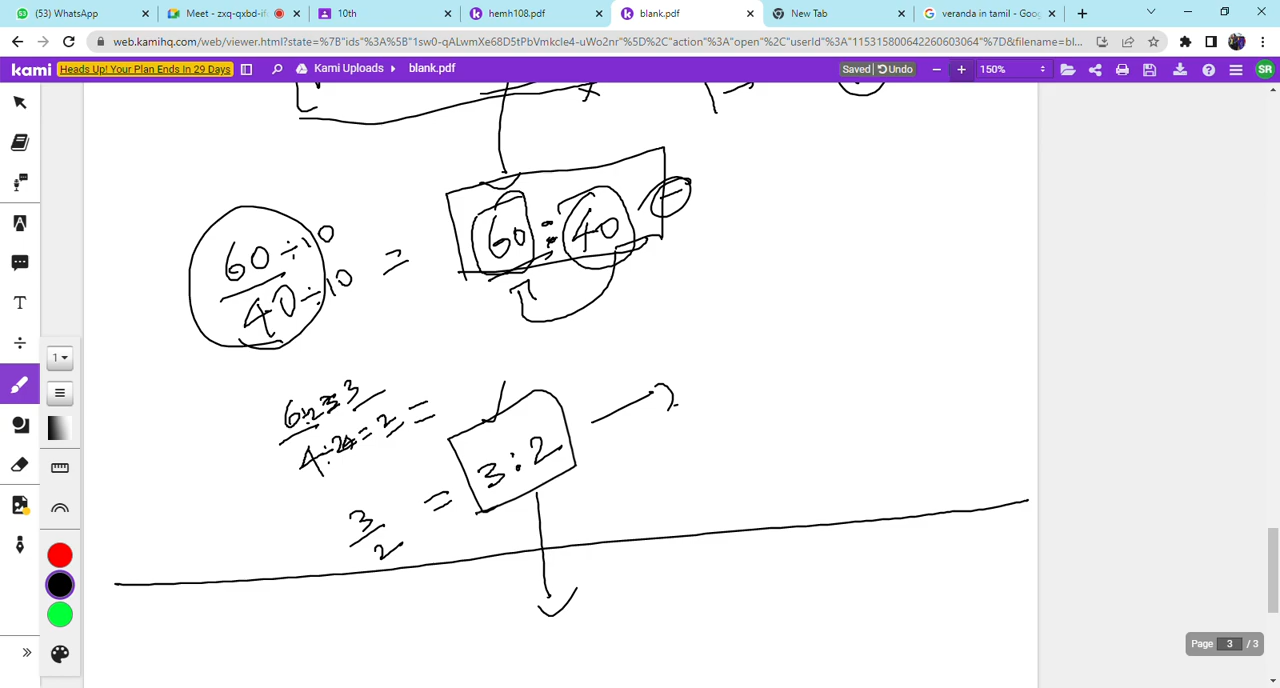 (53) WhatsApp
Meet - zxq-qxbd-if
10th
hemh108.pdf
blank.pdf
New Tab
veranda in tamil - Goo
web.kamihq.com/web/viewer.html?state=%7B"ids"%3A%5B"1sw0-qALwmXe68D5tPbVmkcle4-uWo2nr"%5D%2C"action"%3A"open"%2C"userId"%3A"115315800642260603064"%7D&filename=bl...
kami
Heads Up! Your Plan Ends In 29 Days
Kami Uploads
blank.pdf
Saved
Undo
150%
SR
60 ÷ 10
40 ÷ 10
=
60 : 40
6 ÷ 2 = 3
4 ÷ 2 = 2 =
3 : 2
3
2
=
1
T
Page 3 / 3